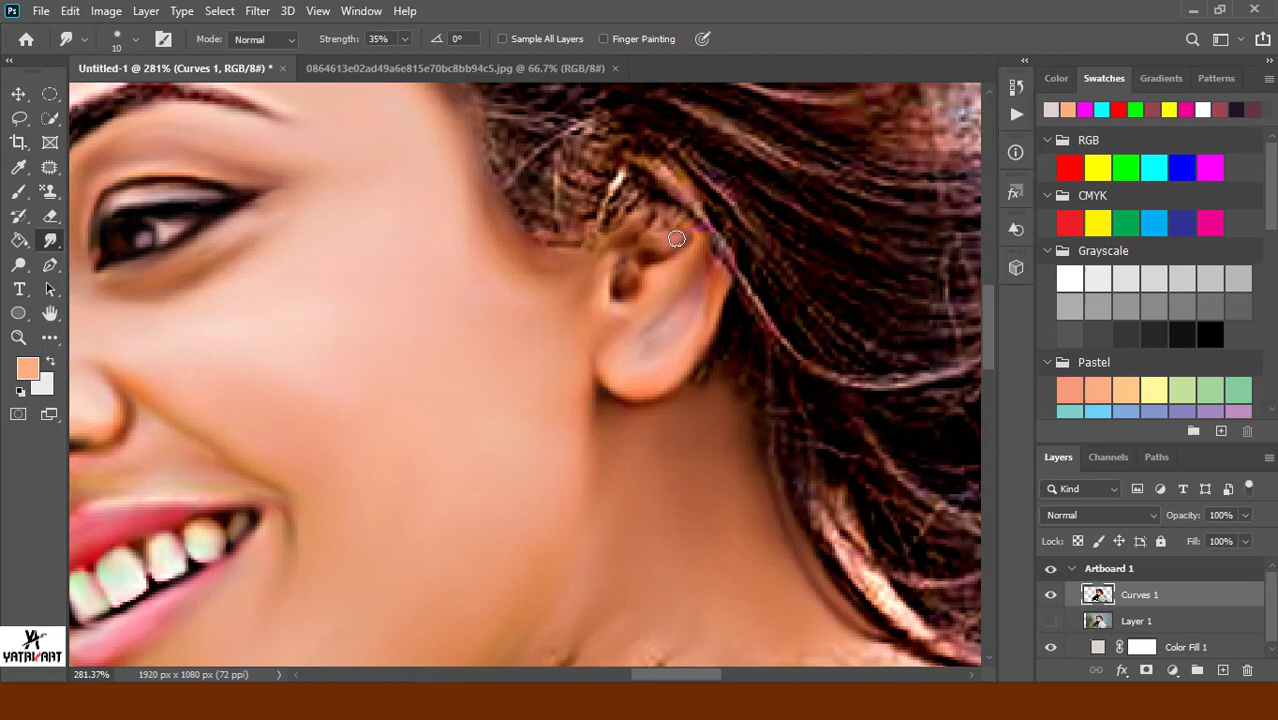 Ps File Edit Image Layer Type Select Filter 3D View Window Help
10 Mode: Normal Strength: 35% 0° Sample All Layers Finger Painting
Untitled-1 @ 281% (Curves 1, RGB/8#) * × 0864613e02ad49a6e815e70bc8bb94c5.jpg @ 66.7% (RGB/8#) ×
Color Swatches Gradients Patterns
RGB
CMYK
Grayscale
Pastel
Layers Channels Paths
Kind
Normal Opacity: 100%
Lock: Fill: 100%
Artboard 1
Curves 1
Layer 1
Color Fill 1
YATRIKART
281.37% 1920 px x 1080 px (72 ppi)